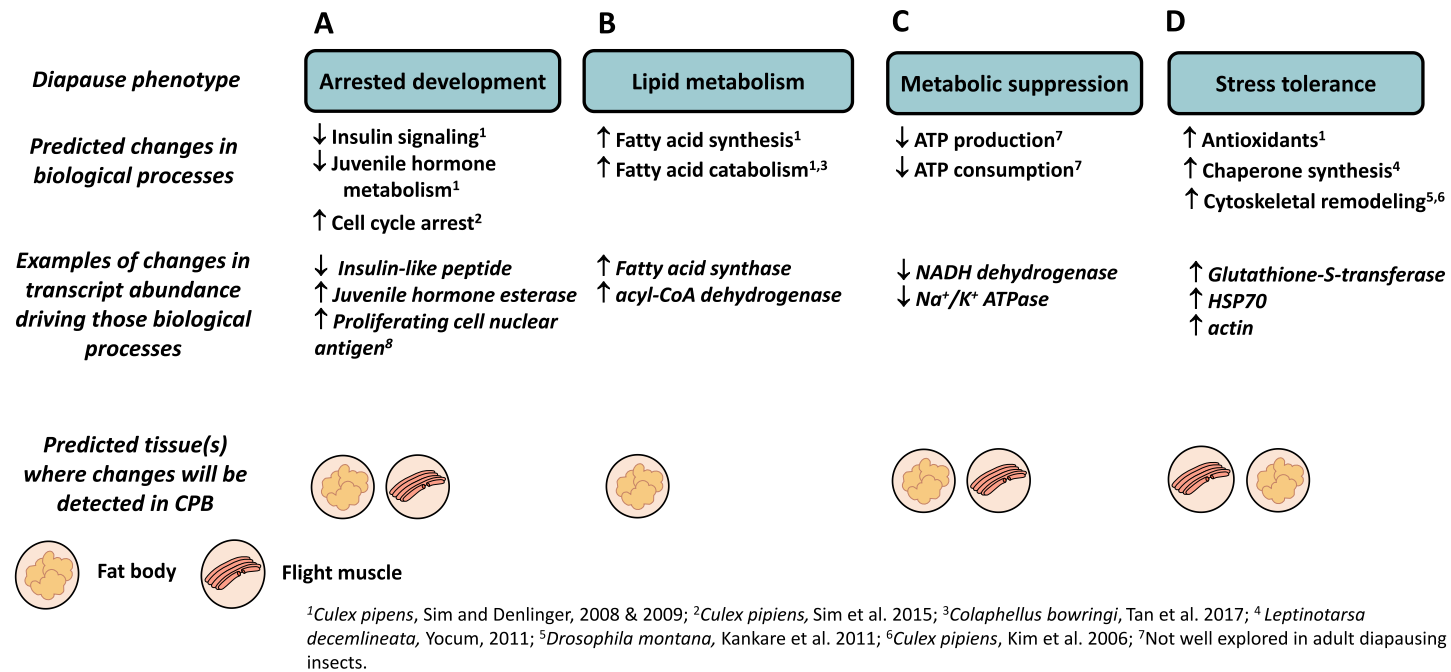 A
B
C
D
Diapause phenotype
Arrested development
Lipid metabolism
Metabolic suppression
Stress tolerance
Predicted changes in
biological processes
↓ Insulin signaling¹
↓ Juvenile hormone
metabolism¹
↑ Cell cycle arrest²
↑ Fatty acid synthesis¹
↑ Fatty acid catabolism¹,³
↓ ATP production⁷
↓ ATP consumption⁷
↑ Antioxidants¹
↑ Chaperone synthesis⁴
↑ Cytoskeletal remodeling⁵,⁶
Examples of changes in
transcript abundance
driving those biological
processes
↓ Insulin-like peptide
↑ Juvenile hormone esterase
↑ Proliferating cell nuclear
antigen⁸
↑ Fatty acid synthase
↑ acyl-CoA dehydrogenase
↓ NADH dehydrogenase
↓ Na⁺/K⁺ ATPase
↑ Glutathione-S-transferase
↑ HSP70
↑ actin
Predicted tissue(s)
where changes will be
detected in CPB
Fat body
Flight muscle
¹Culex pipens, Sim and Denlinger, 2008 & 2009; ²Culex pipiens, Sim et al. 2015; ³Colaphellus bowringi, Tan et al. 2017; ⁴ Leptinotarsa
decemlineata, Yocum, 2011; ⁵Drosophila montana, Kankare et al. 2011; ⁶Culex pipiens, Kim et al. 2006; ⁷Not well explored in adult diapausing
insects.